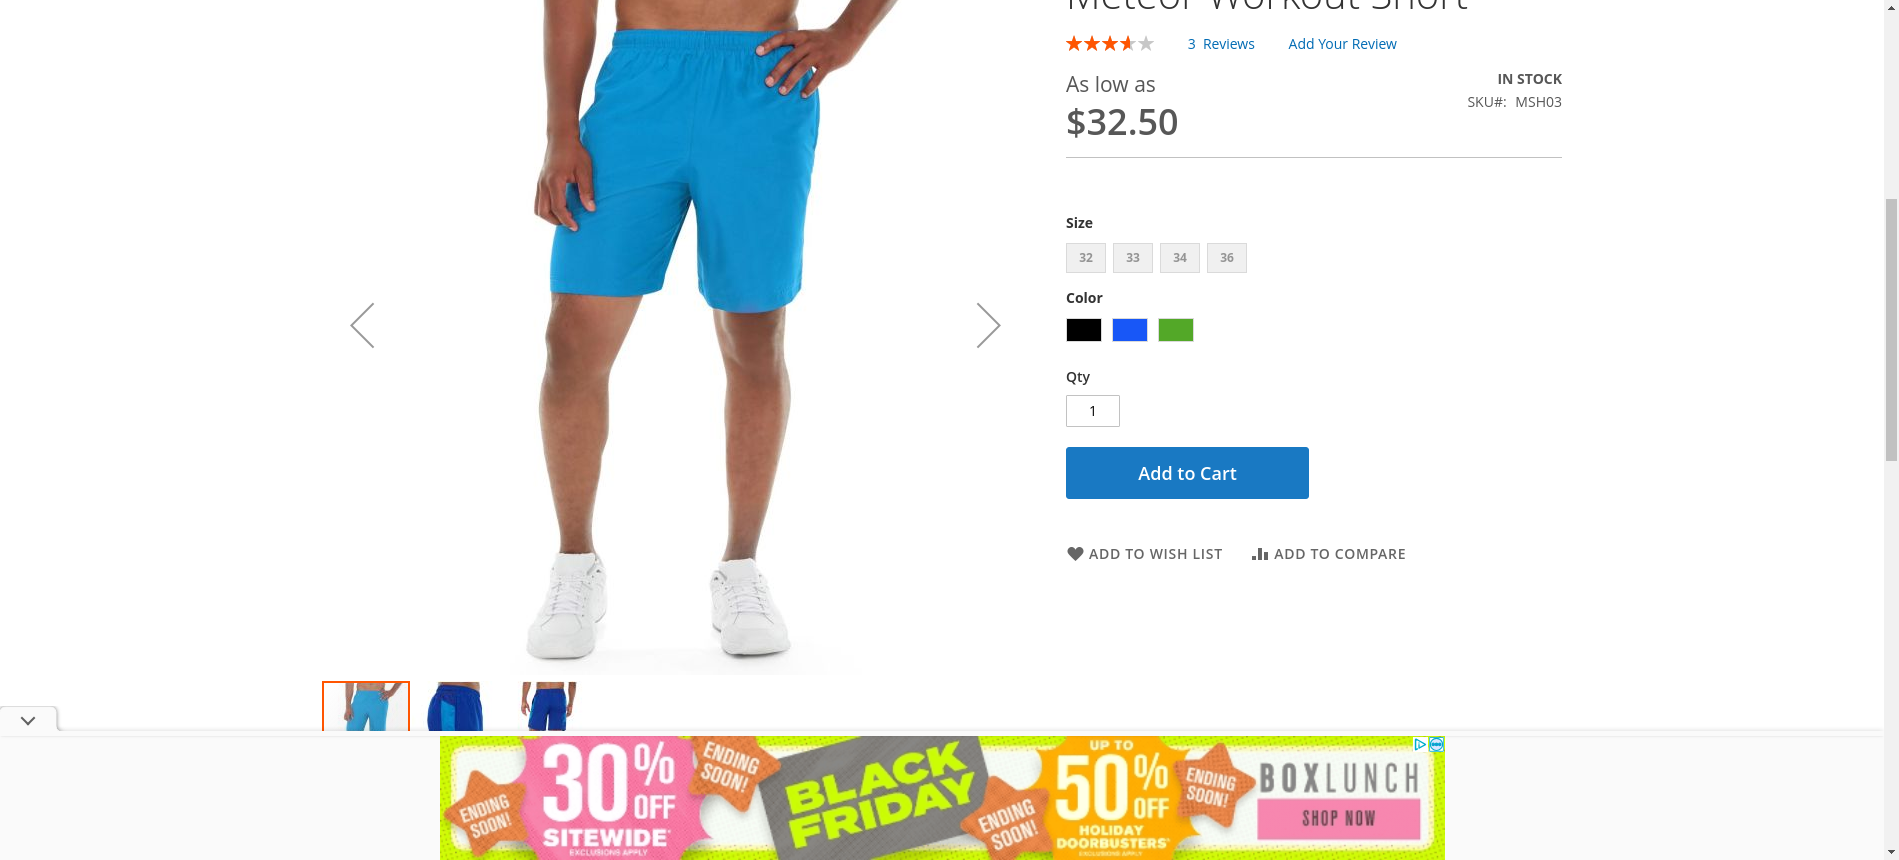 Meteor Workout Short
3 Reviews
Add Your Review
As low as
$32.50
IN STOCK
SKU#: MSH03
Size
32
33
34
36
Color
Qty
1
Add to Cart
ADD TO WISH LIST
ADD TO COMPARE
ENDING SOON!
30% OFF
SITEWIDE*
EXCLUSIONS APPLY
ENDING SOON!
BLACK
FRIDAY
ENDING SOON!
UP TO
50% OFF
HOLIDAY
DOORBUSTERS*
EXCLUSIONS APPLY
ENDING SOON!
BOXLUNCH
SHOP NOW